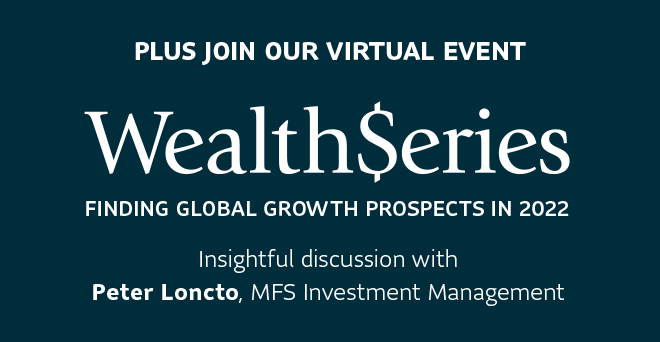 PLUS JOIN OUR VIRTUAL EVENT
Wealth$eries
FINDING GLOBAL GROWTH PROSPECTS IN 2022
Insightful discussion with
Peter Loncto, MFS Investment Management